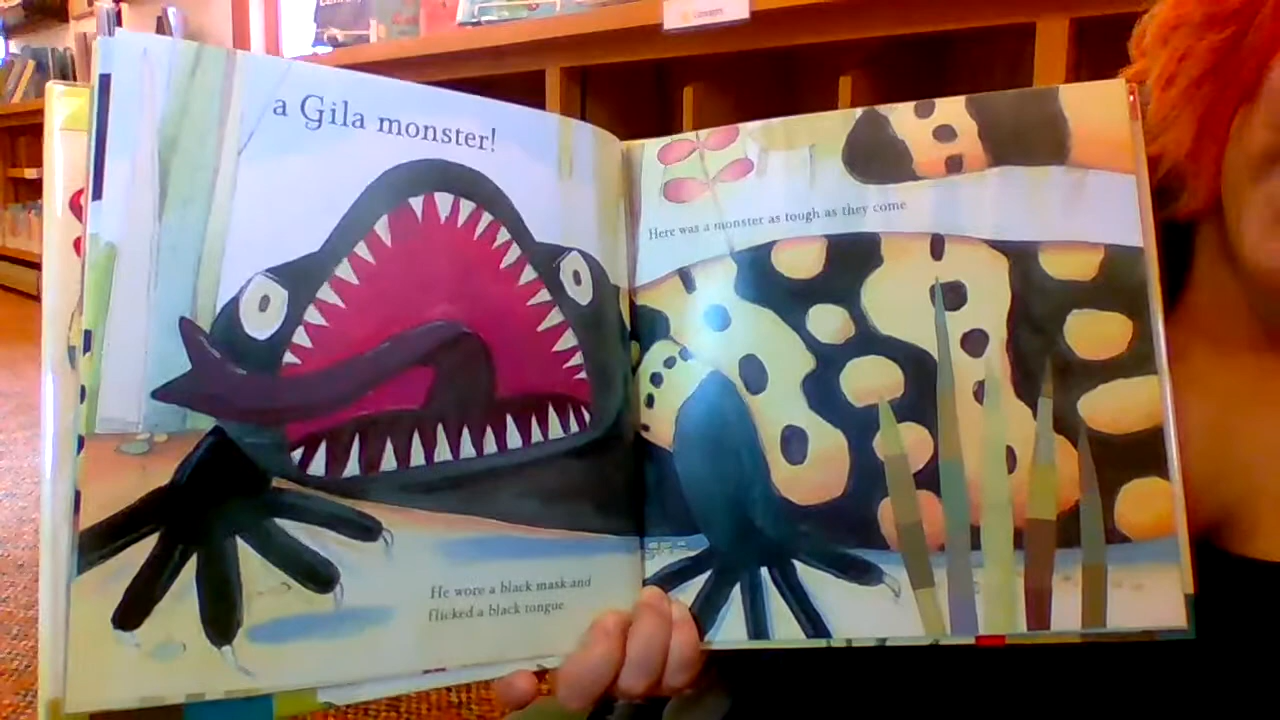 a Gila monster!
He wore a black mask and
flicked a black tongue
Here was a monster as tough as they come